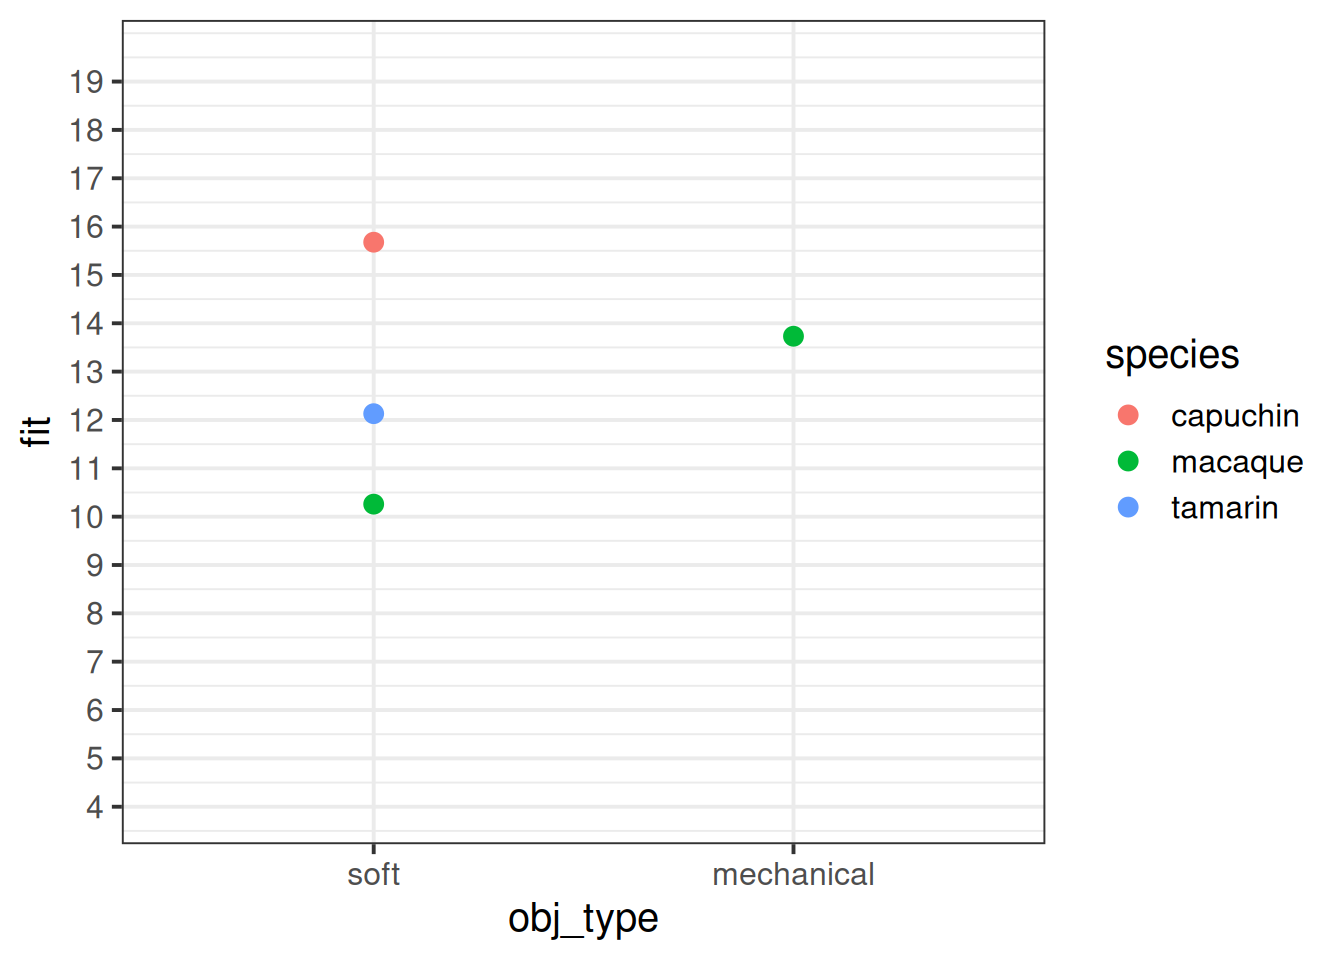 fit
19
18
17
16
15
14
13
12
11
10
9
8
7
6
5
4
soft mechanical
obj_type
species
capuchin
macaque
tamarin